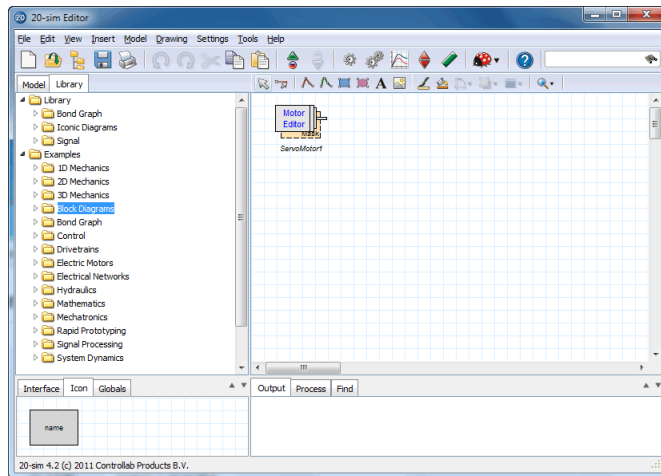 20-sim Editor
File Edit View Insert Model Drawing Settings Tools Help
Model Library
A
Library
Bond Graph
Iconic Diagrams
Signal
Examples
1D Mechanics
2D Mechanics
3D Mechanics
Block Diagrams
Bond Graph
Control
Drivetrains
Electric Motors
Electrical Networks
Hydraulics
Mathematics
Mechatronics
Rapid Prototyping
Signal Processing
System Dynamics
Motor
Editor
Mask
ServoMotor1
Interface Icon Globals
Output Process Find
name
20-sim 4.2 (c) 2011 Controllab Products B.V.